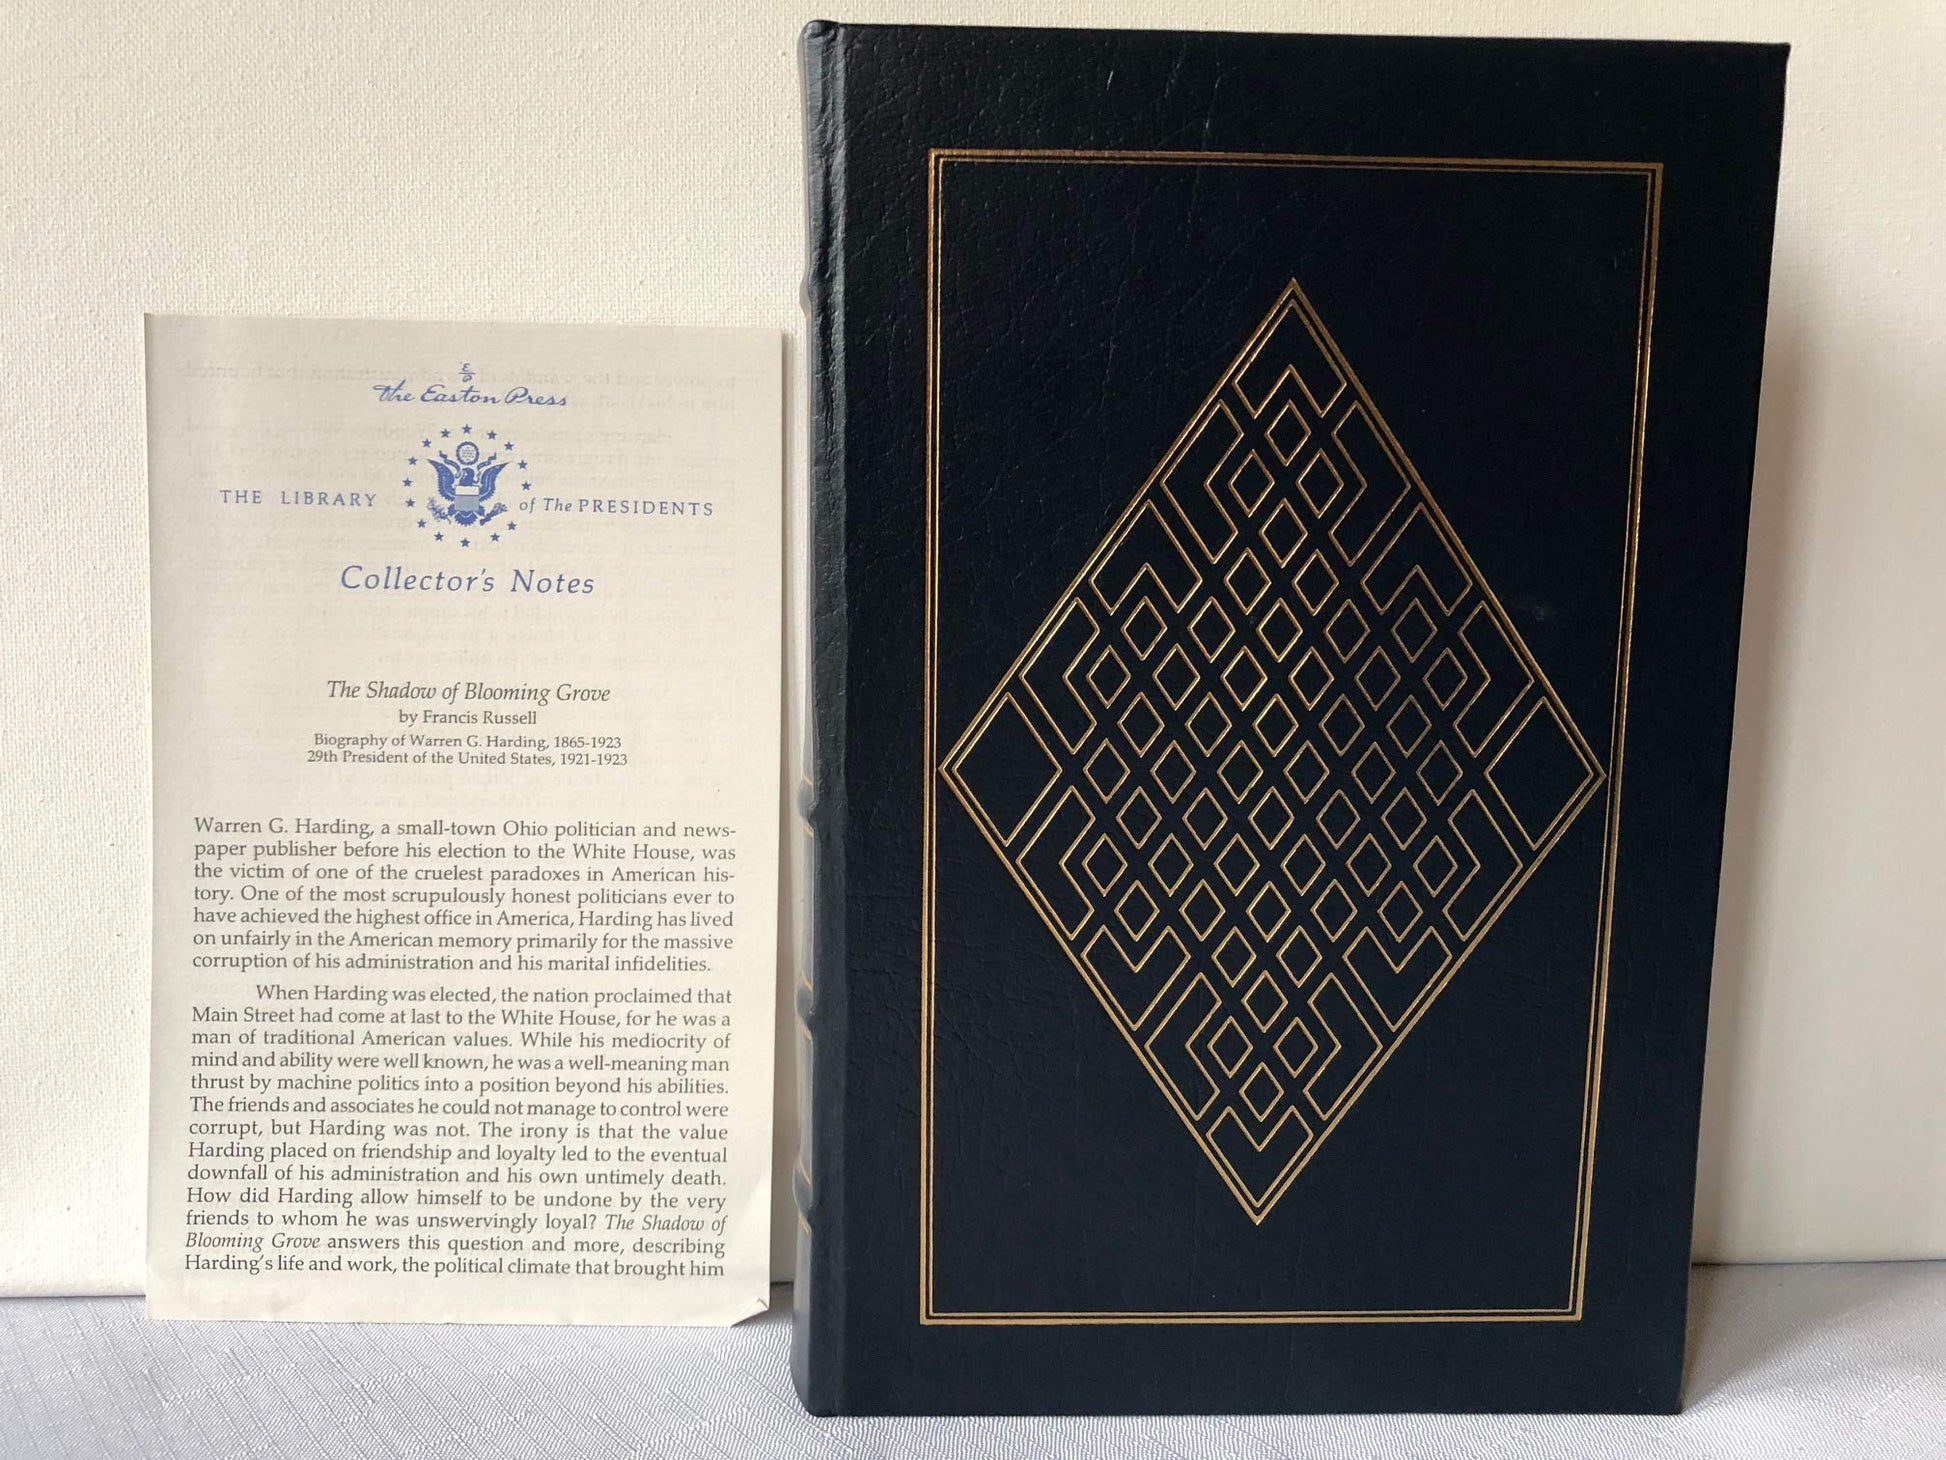 E
P
The Easton Press
THE LIBRARY of The PRESIDENTS
Collector's Notes
The Shadow of Blooming Grove
by Francis Russell
Biography of Warren G. Harding, 1865-1923
29th President of the United States, 1921-1923
Warren G. Harding, a small-town Ohio politician and news-
paper publisher before his election to the White House, was
the victim of one of the cruelest paradoxes in American his-
tory. One of the most scrupulously honest politicians ever to
have achieved the highest office in America, Harding has lived
on unfairly in the American memory primarily for the massive
corruption of his administration and his marital infidelities.
When Harding was elected, the nation proclaimed that
Main Street had come at last to the White House, for he was a
man of traditional American values. While his mediocrity of
mind and ability were well known, he was a well-meaning man
thrust by machine politics into a position beyond his abilities.
The friends and associates he could not manage to control were
corrupt, but Harding was not. The irony is that the value
Harding placed on friendship and loyalty led to the eventual
downfall of his administration and his own untimely death.
How did Harding allow himself to be undone by the very
friends to whom he was unswervingly loyal? The Shadow of
Blooming Grove answers this question and more, describing
Harding's life and work, the political climate that brought him